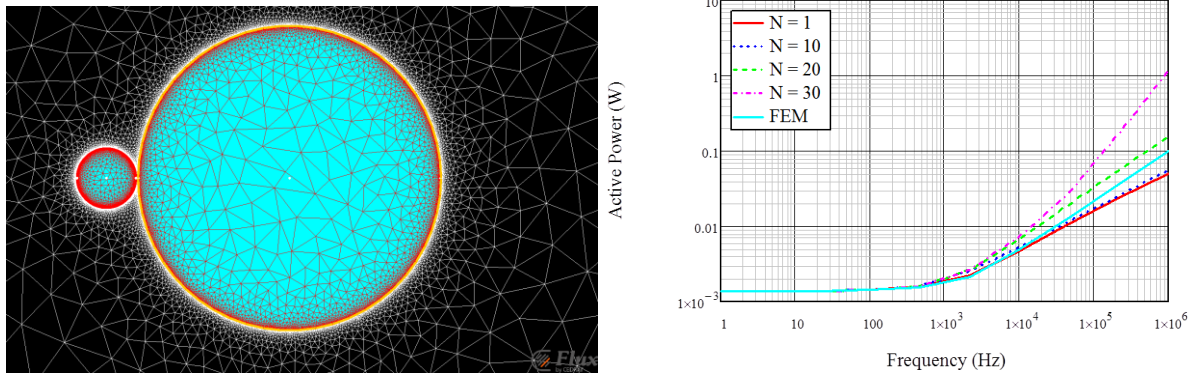 Flux
by CEDRAT
Active Power (W)
10
1
0.1
0.01
1×10⁻³
N = 1
N = 10
N = 20
N = 30
FEM
1
10
100
1×10³
1×10⁴
1×10⁵
1×10⁶
Frequency (Hz)